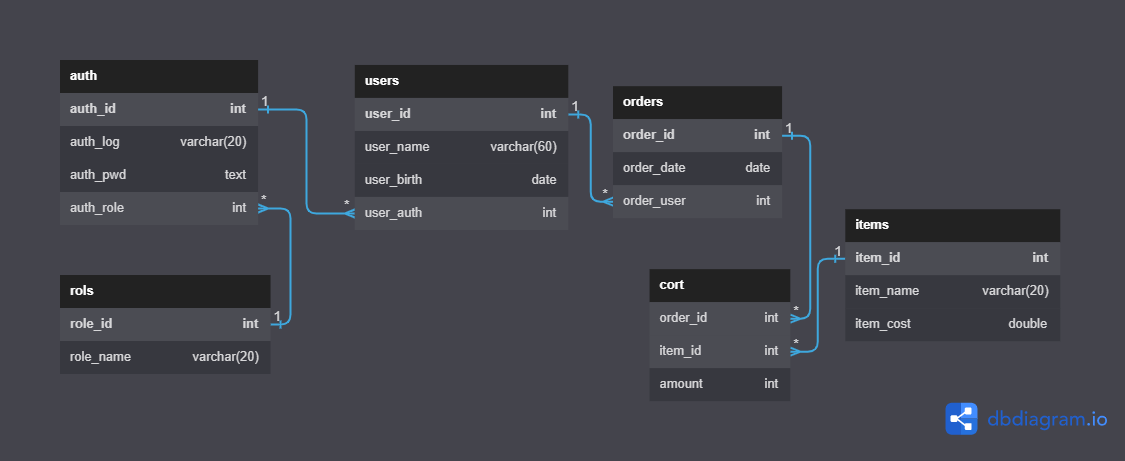 auth
auth_id int
auth_log varchar(20)
auth_pwd text
auth_role int
1
*
rols
role_id int
role_name varchar(20)
1
users
user_id int
user_name varchar(60)
user_birth date
user_auth int
1
*
orders
order_id int
order_date date
order_user int
1
*
cort
order_id int
item_id int
amount int
*
*
items
item_id int
item_name varchar(20)
item_cost double
1
dbdiagram.io